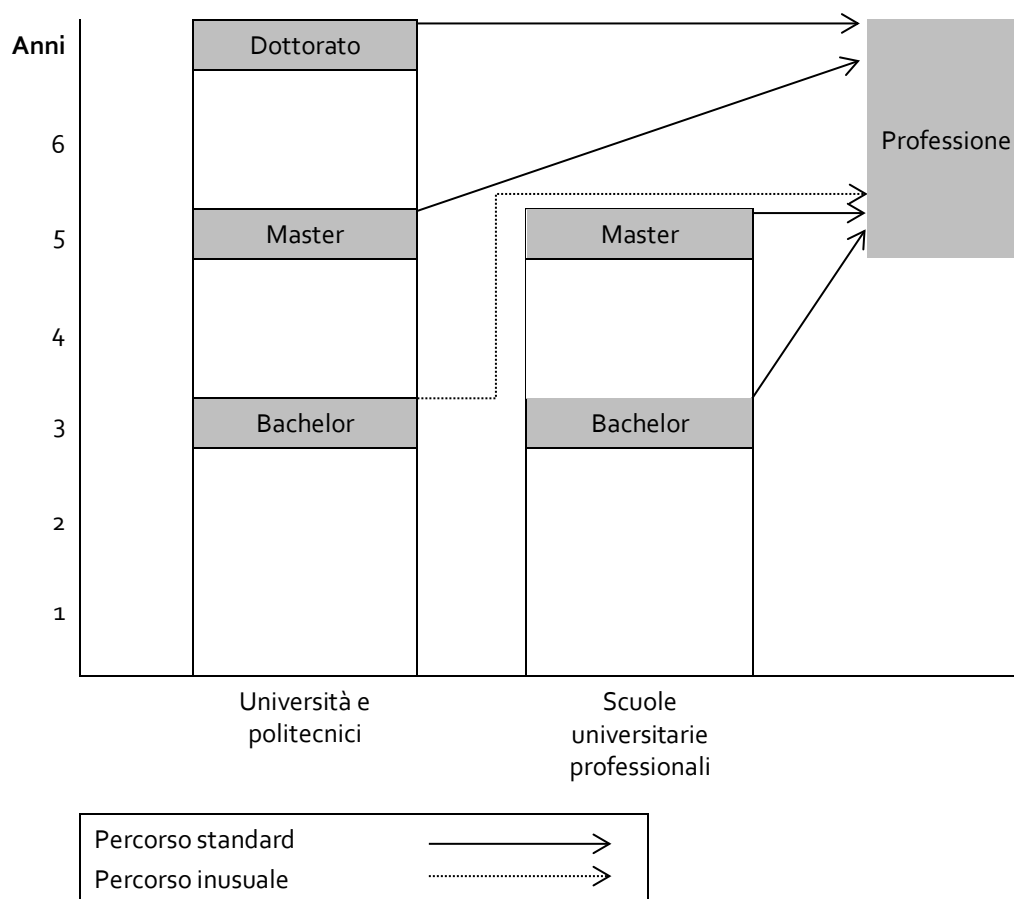 Anni
Dottorato
6
Professione
5
Master
Master
4
3
Bachelor
Bachelor
2
1
Università e
politecnici
Scuole
universitarie
professionali
Percorso standard
Percorso inusuale